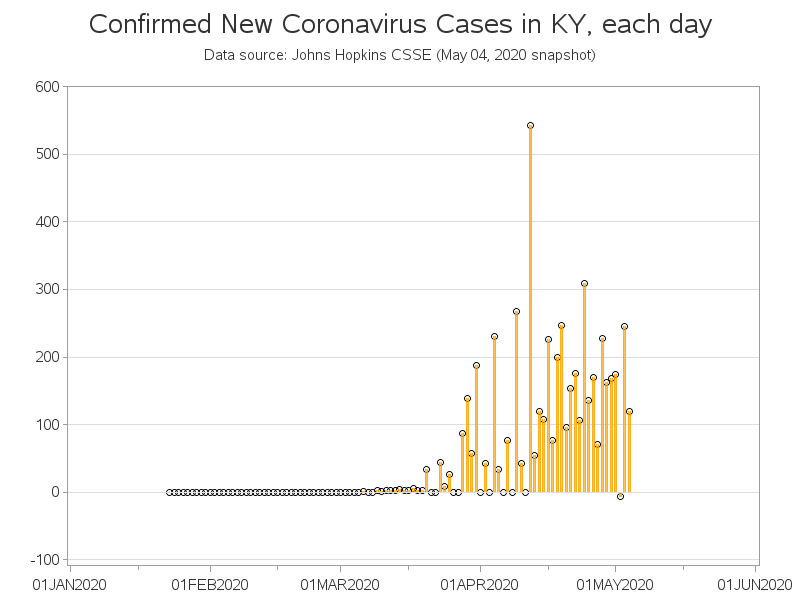 Confirmed New Coronavirus Cases in KY, each day
Data source: Johns Hopkins CSSE (May 04, 2020 snapshot)
600
500
400
300
200
100
0
-100
01JAN2020 01FEB2020 01MAR2020 01APR2020 01MAY2020 01JUN2020